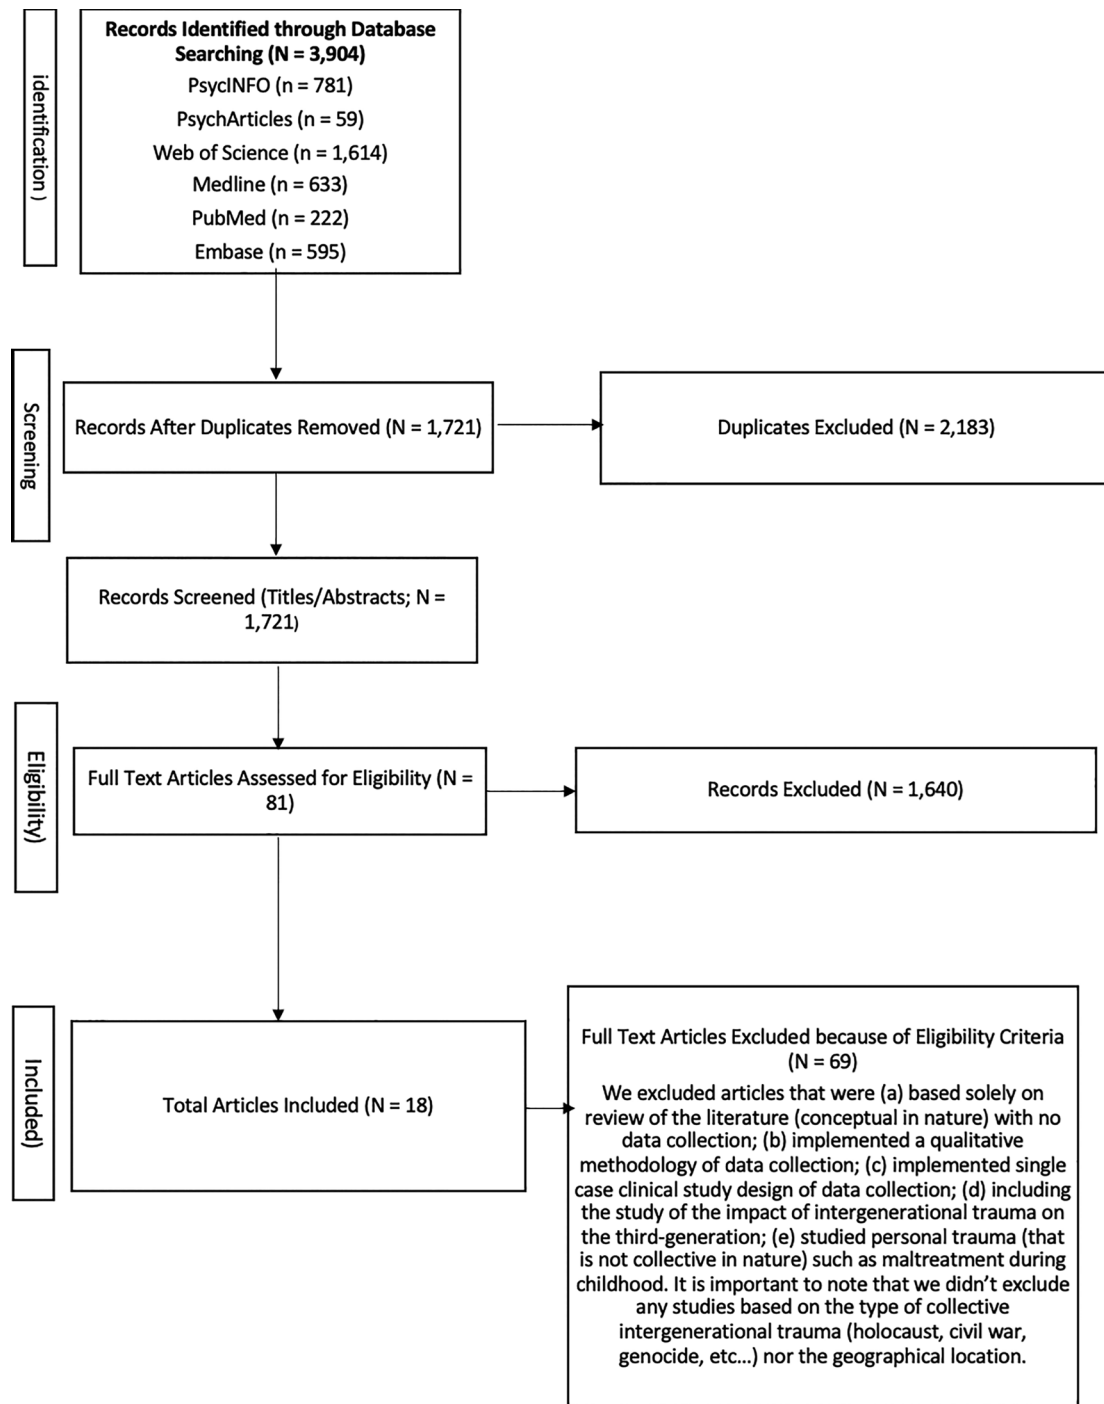 identification )
Records Identified through Database
Searching (N = 3,904)
PsycINFO (n = 781)
PsychArticles (n = 59)
Web of Science (n = 1,614)
Medline (n = 633)
PubMed (n = 222)
Embase (n = 595)
Screening
Records After Duplicates Removed (N = 1,721)
Duplicates Excluded (N = 2,183)
Records Screened (Titles/Abstracts; N =
1,721)
Eligibility)
Full Text Articles Assessed for Eligibility (N =
81)
Records Excluded (N = 1,640)
Included)
Total Articles Included (N = 18)
Full Text Articles Excluded because of Eligibility Criteria
(N = 69)
We excluded articles that were (a) based solely on
review of the literature (conceptual in nature) with no
data collection; (b) implemented a qualitative
methodology of data collection; (c) implemented single
case clinical study design of data collection; (d) including
the study of the impact of intergenerational trauma on
the third-generation; (e) studied personal trauma (that
is not collective in nature) such as maltreatment during
childhood. It is important to note that we didn't exclude
any studies based on the type of collective
intergenerational trauma (holocaust, civil war,
genocide, etc...) nor the geographical location.